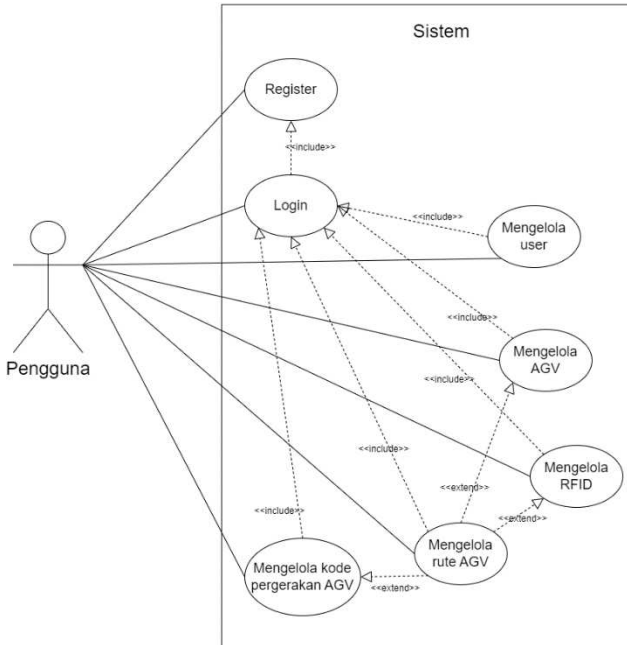 Sistem
Register
<<include>>
Login
<<include>>
Mengelola
user
Pengguna
<<include>>
Mengelola
AGV
<<include>>
<<include>>
Mengelola
RFID
<<extend>>
<<include>>
<<extend>>
Mengelola kode
pergerakan AGV
<<extend>>
Mengelola
rute AGV